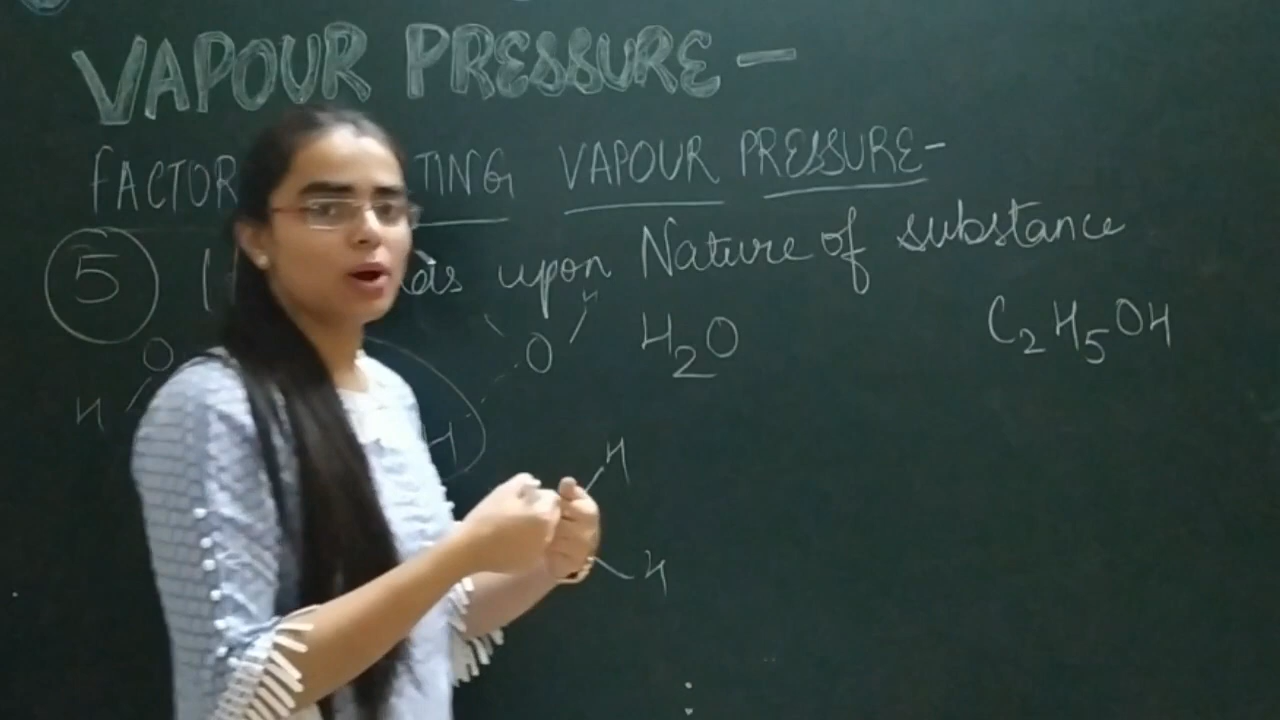 VAPOUR PRESSURE -
FACTOR TING VAPOUR PRESSURE -
5 upon Nature of substance
H
O O H₂O C₂H₅OH
H H
H
H